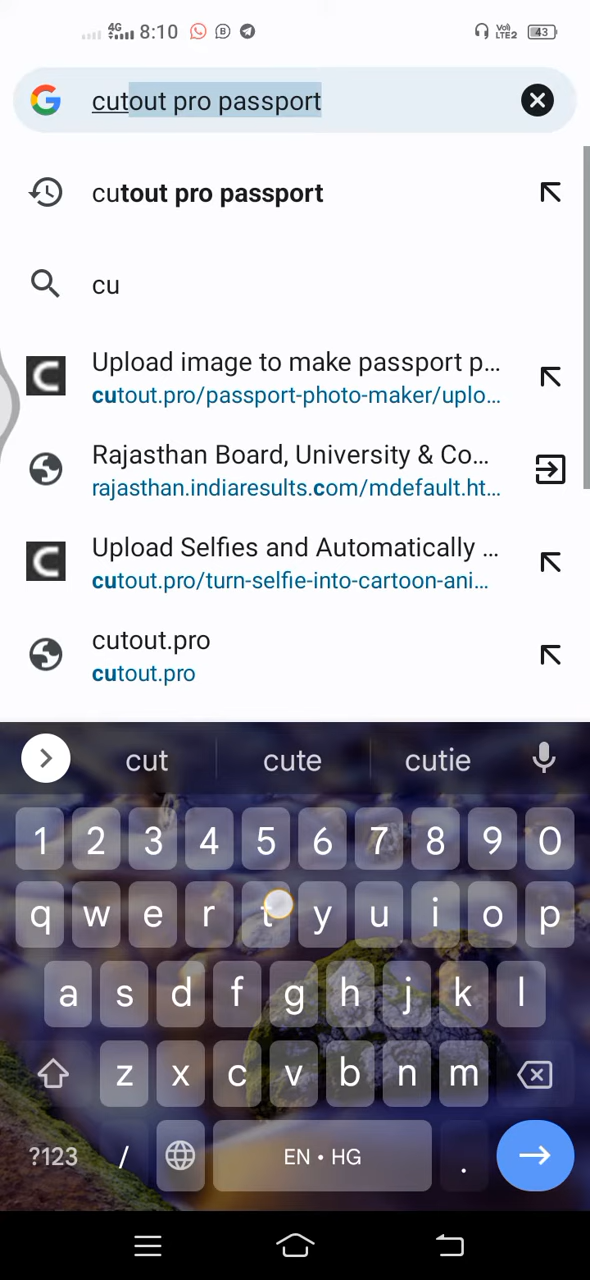 4G 8:10 Vol) LTE2 43
cutout pro passport
cutout pro passport
cu
Upload image to make passport p...
cutout.pro/passport-photo-maker/uplo...
Rajasthan Board, University & Co...
rajasthan.indiaresults.com/mdefault.ht...
Upload Selfies and Automatically ...
cutout.pro/turn-selfie-into-cartoon-ani...
cutout.pro
cutout.pro
cut cute cutie
1 2 3 4 5 6 7 8 9 0
q w e r t y u i o p
a s d f g h j k l
z x c v b n m
?123 / EN • HG .